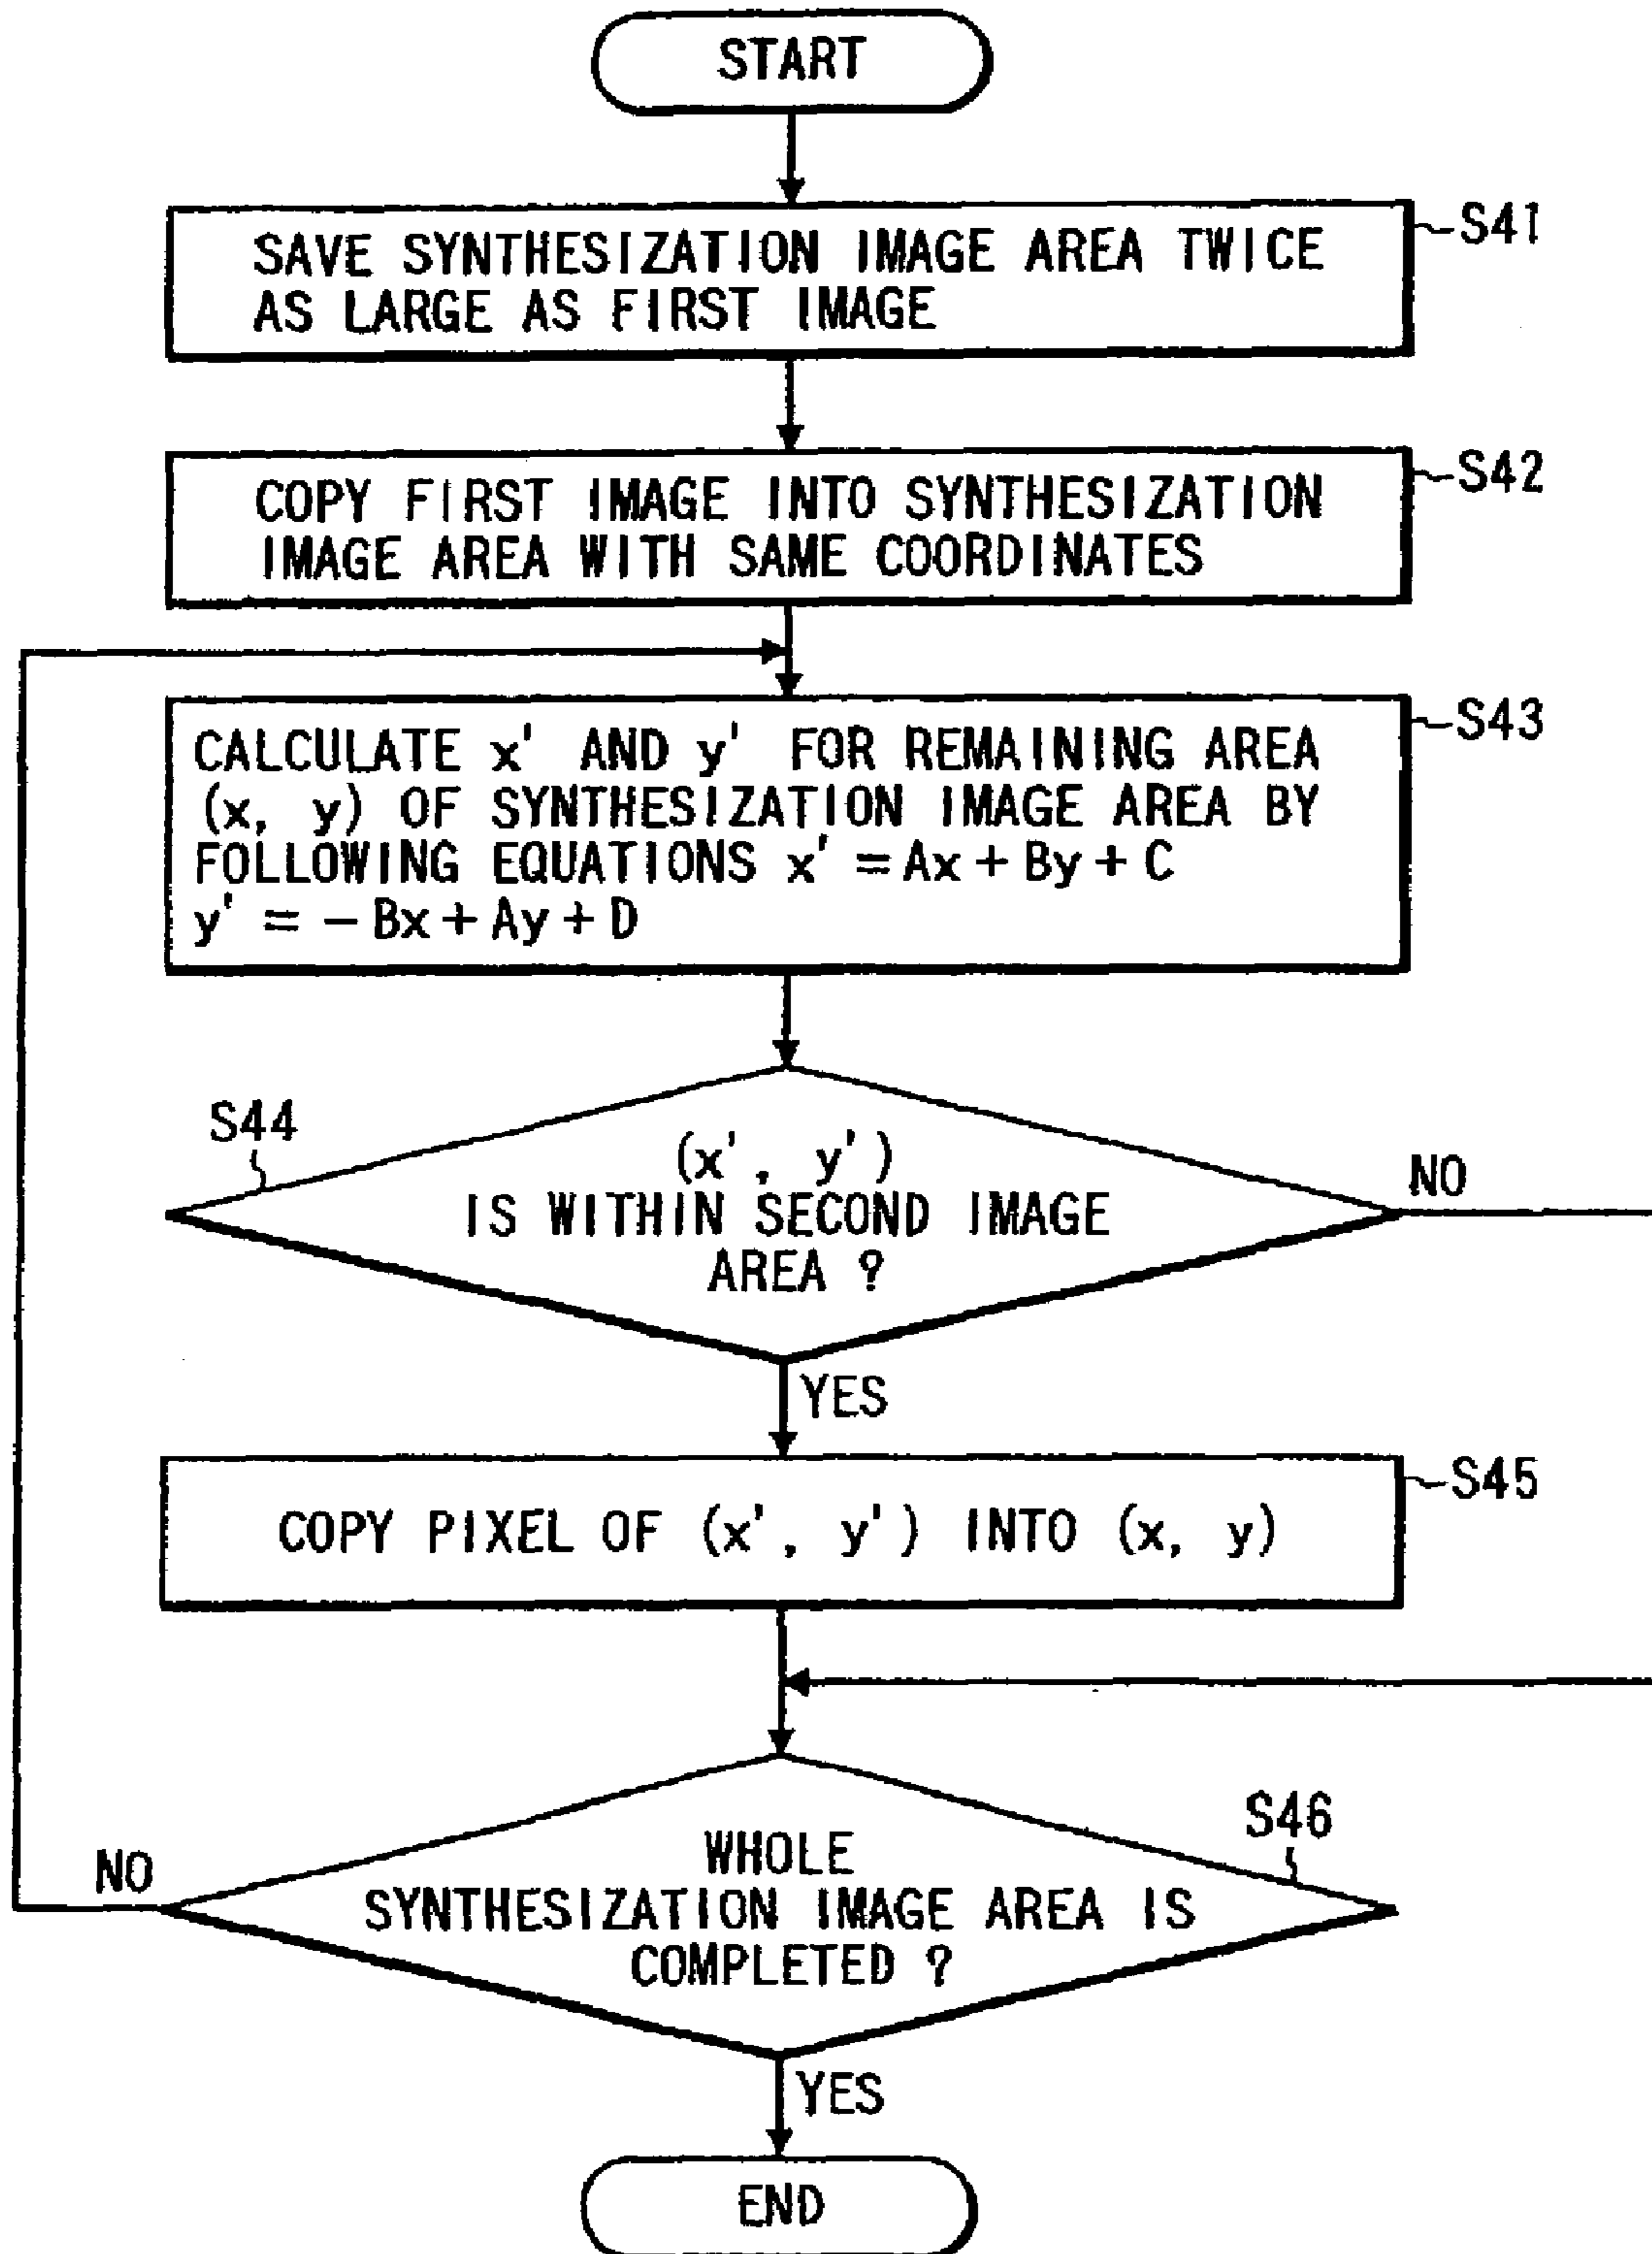 START
SAVE SYNTHESIZATION IMAGE AREA TWICE
AS LARGE AS FIRST IMAGE
S41
COPY FIRST IMAGE INTO SYNTHESIZATION
IMAGE AREA WITH SAME COORDINATES
S42
CALCULATE x' AND y' FOR REMAINING AREA
(x, y) OF SYNTHESIZATION IMAGE AREA BY
FOLLOWING EQUATIONS x' = Ax + By + C
y' = - Bx + Ay + D
S43
S44
(x', y')
IS WITHIN SECOND IMAGE
AREA ?
NO
YES
COPY PIXEL OF (x', y') INTO (x, y)
S45
S46
WHOLE
SYNTHESIZATION IMAGE AREA IS
COMPLETED ?
NO
YES
END